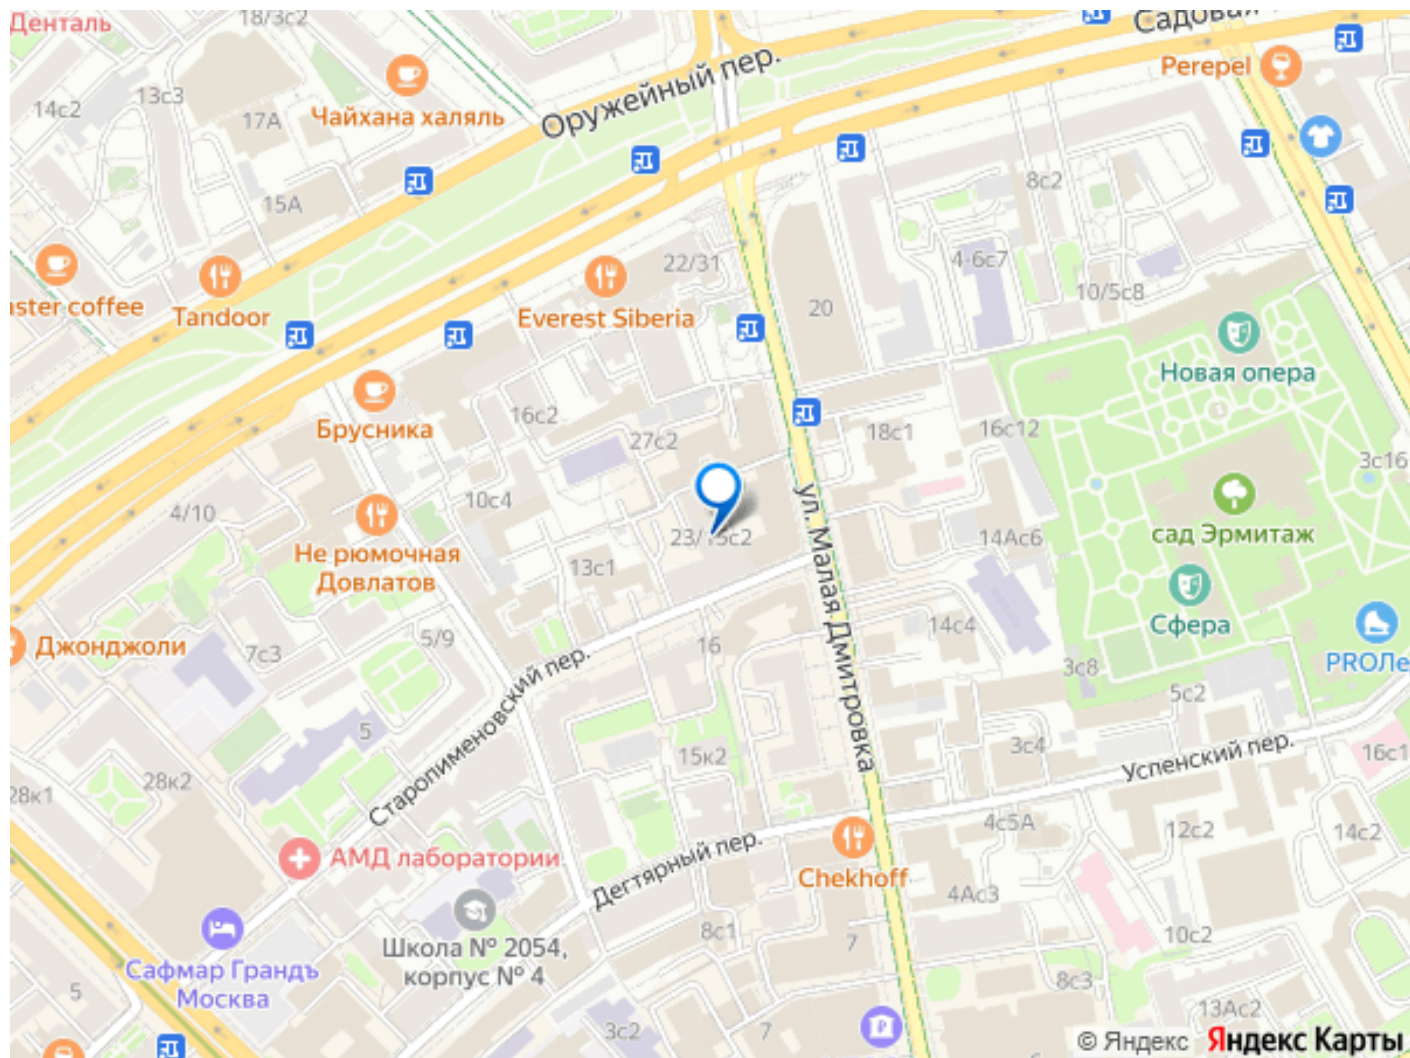 Денталь
18/3с2
Садовая
Perepel
Оружейный пер.
14с2
13с3
17А
Чайхана халяль
15А
8с2
22/31
4-6с7
10/5с8
20
Tandoor
Everest Siberia
Новая опера
Брусника
16с2
27с2
18с1
16с12
3с16
4/10
10с4
сад Эрмитаж
23/15с2
14Ас6
Не рюмочная
Довлатов
13с1
ул. Малая Дмитровка
Сфера
Джонджоли
7с3
5/9
16
14с4
3с8
Старопименовский пер.
5с2
5
15к2
3с4
16с1
Успенский пер.
28к1
28к2
4с5А
12с2
14с2
АМД лаборатории
Дегтярный пер.
Chekhoff
4Ас3
8с1
7
10с2
Школа № 2054,
корпус № 4
Сафмар Грандъ
Москва
5
8с3
13Ас2
3с2
7
© Яндекс Яндекс Карты